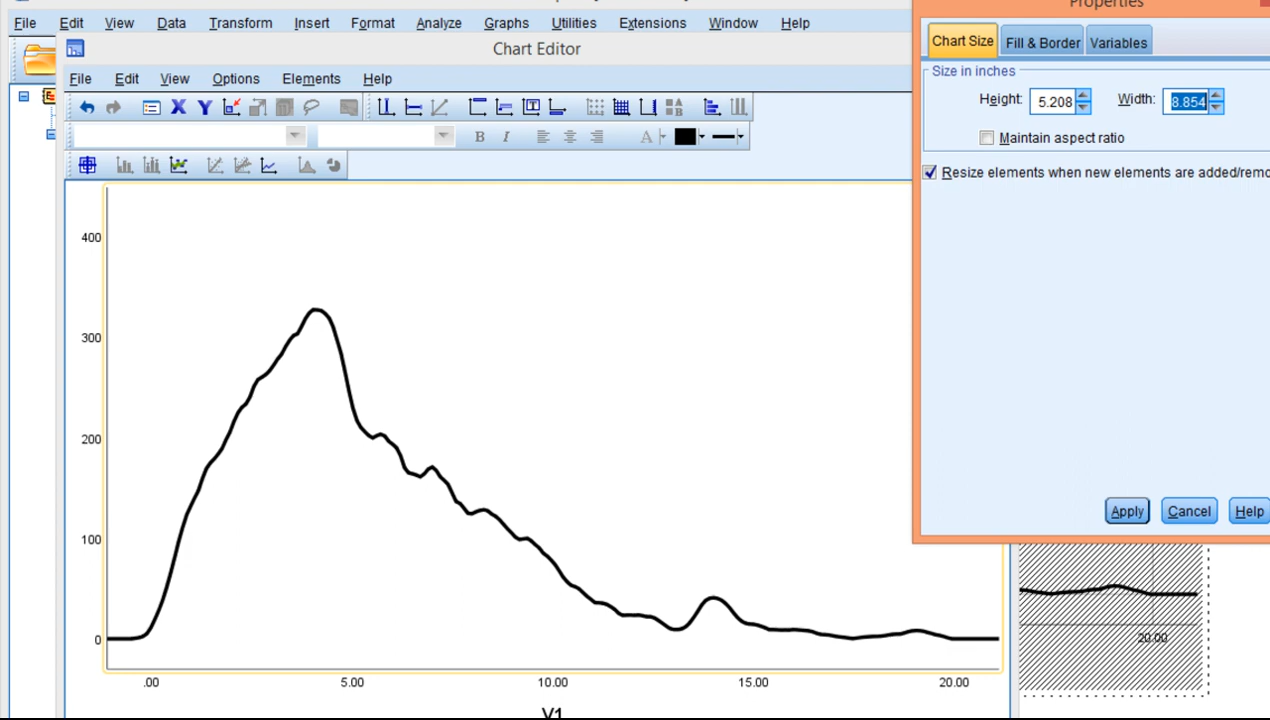 Properties
File Edit View Data Transform Insert Format Analyze Graphs Utilities Extensions Window Help
Chart Editor
File Edit View Options Elements Help
X Y
B I A
Chart Size Fill & Border Variables
Size in inches
Height: 5.208 Width: 8.854
Maintain aspect ratio
Resize elements when new elements are added/remo
Apply Cancel Help
400
300
200
100
0
.00 5.00 10.00 15.00 20.00
V1
20.00